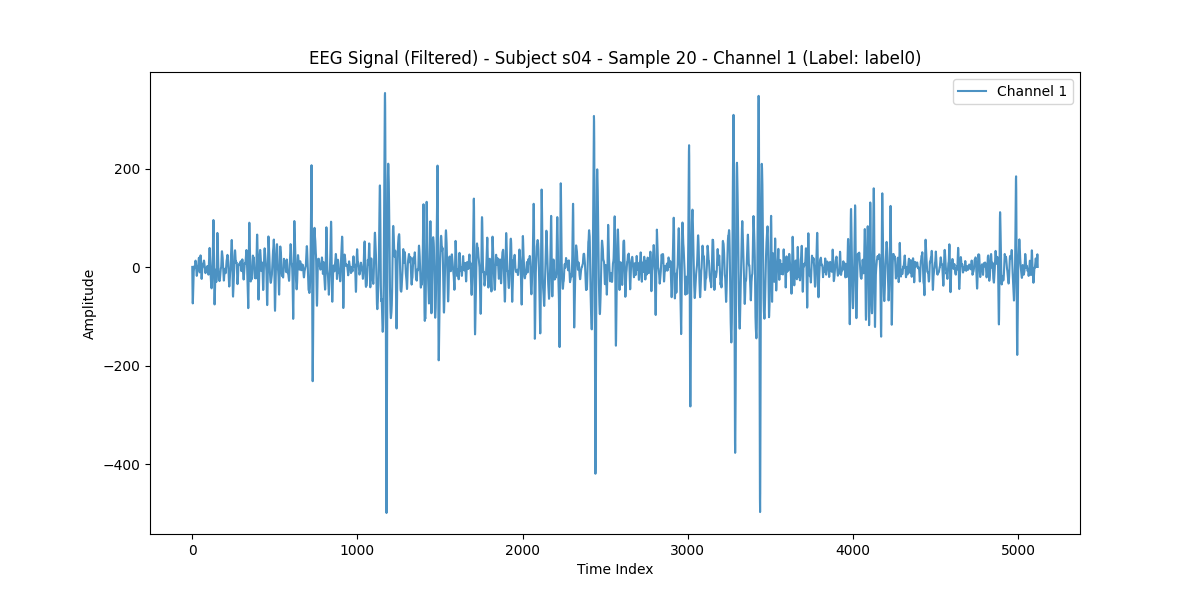 EEG Signal (Filtered) - Subject s04 - Sample 20 - Channel 1 (Label: label0)
Channel 1
200
0
−200
−400
Amplitude
0 1000 2000 3000 4000 5000
Time Index